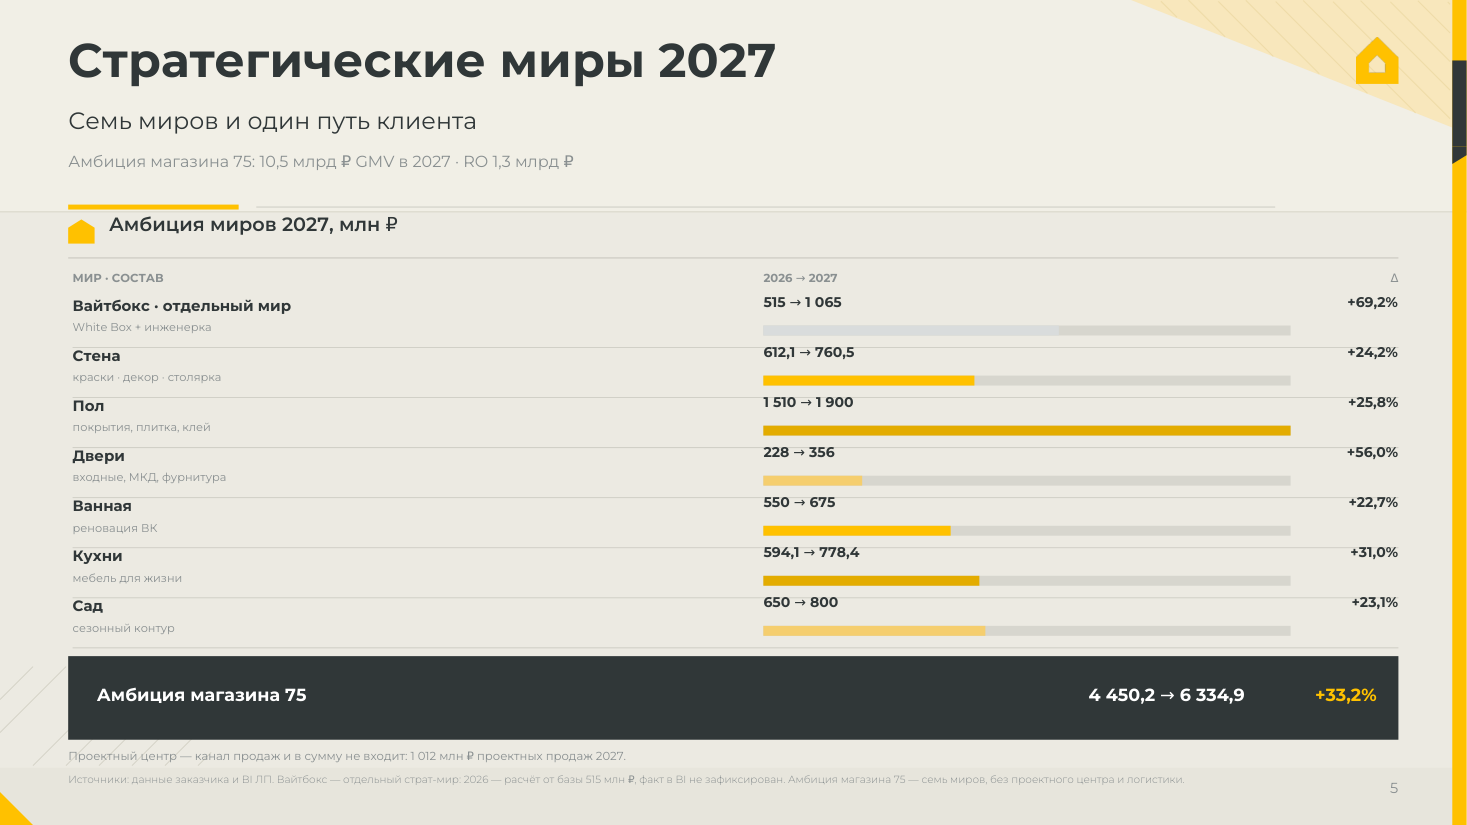 Стратегические миры 2027
Семь миров и один путь клиента
Амбиция магазина 75: 10,5 млрд ₽ GMV в 2027 · RO 1,3 млрд ₽
Амбиция миров 2027, млн ₽
МИР · СОСТАВ 2026 → 2027 Δ
Вайтбокс · отдельный мир 515 → 1 065 +69,2%
White Box + инженерка
Стена 612,1 → 760,5 +24,2%
краски · декор · столярка
Пол 1 510 → 1 900 +25,8%
покрытия, плитка, клей
Двери 228 → 356 +56,0%
входные, МКД, фурнитура
Ванная 550 → 675 +22,7%
реновация ВК
Кухни 594,1 → 778,4 +31,0%
мебель для жизни
Сад 650 → 800 +23,1%
сезонный контур
Амбиция магазина 75 4 450,2 → 6 334,9 +33,2%
Проектный центр — канал продаж и в сумму не входит: 1 012 млн ₽ проектных продаж 2027.
Источники: данные заказчика и BI ЛП. Вайтбокс — отдельный страт-мир: 2026 — расчёт от базы 515 млн ₽, факт в BI не зафиксирован. Амбиция магазина 75 — семь миров, без проектного центра и логистики.
5